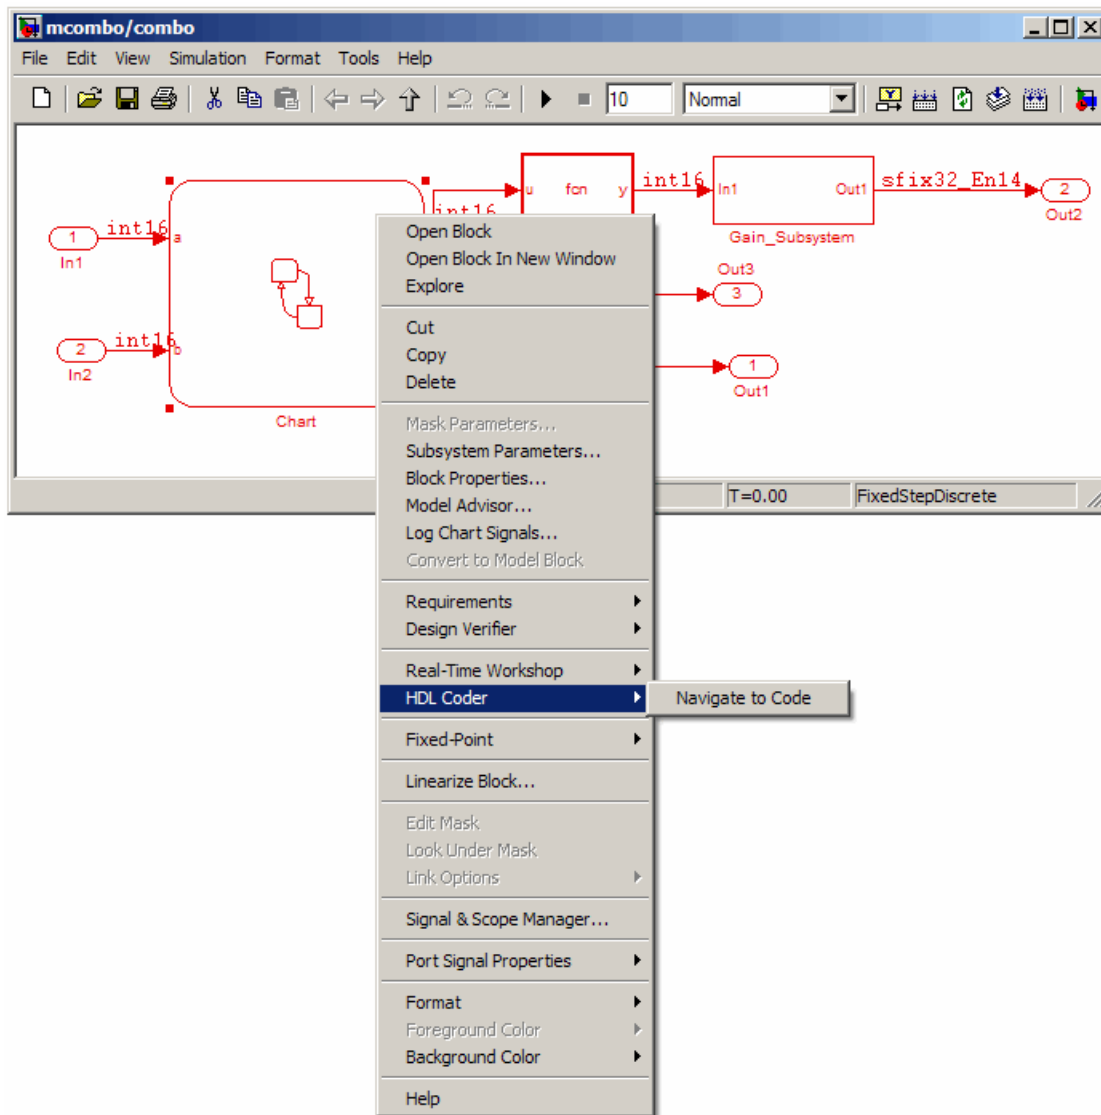 mcombo/combo
File Edit View Simulation Format Tools Help
10 Normal
u fcn y int16 In1 Out1 sfix32_En14 2
Out2
int16
1 int16 a
In1
Gain_Subsystem
Out3
3
2 int16 b
In2
1
Out1
Chart
Open Block
Open Block In New Window
Explore
Cut
Copy
Delete
Mask Parameters...
Subsystem Parameters...
Block Properties...
Model Advisor...
Log Chart Signals...
Convert to Model Block
Requirements
Design Verifier
Real-Time Workshop
HDL Coder
Navigate to Code
Fixed-Point
Linearize Block...
Edit Mask
Look Under Mask
Link Options
Signal & Scope Manager...
Port Signal Properties
Format
Foreground Color
Background Color
Help
T=0.00 FixedStepDiscrete